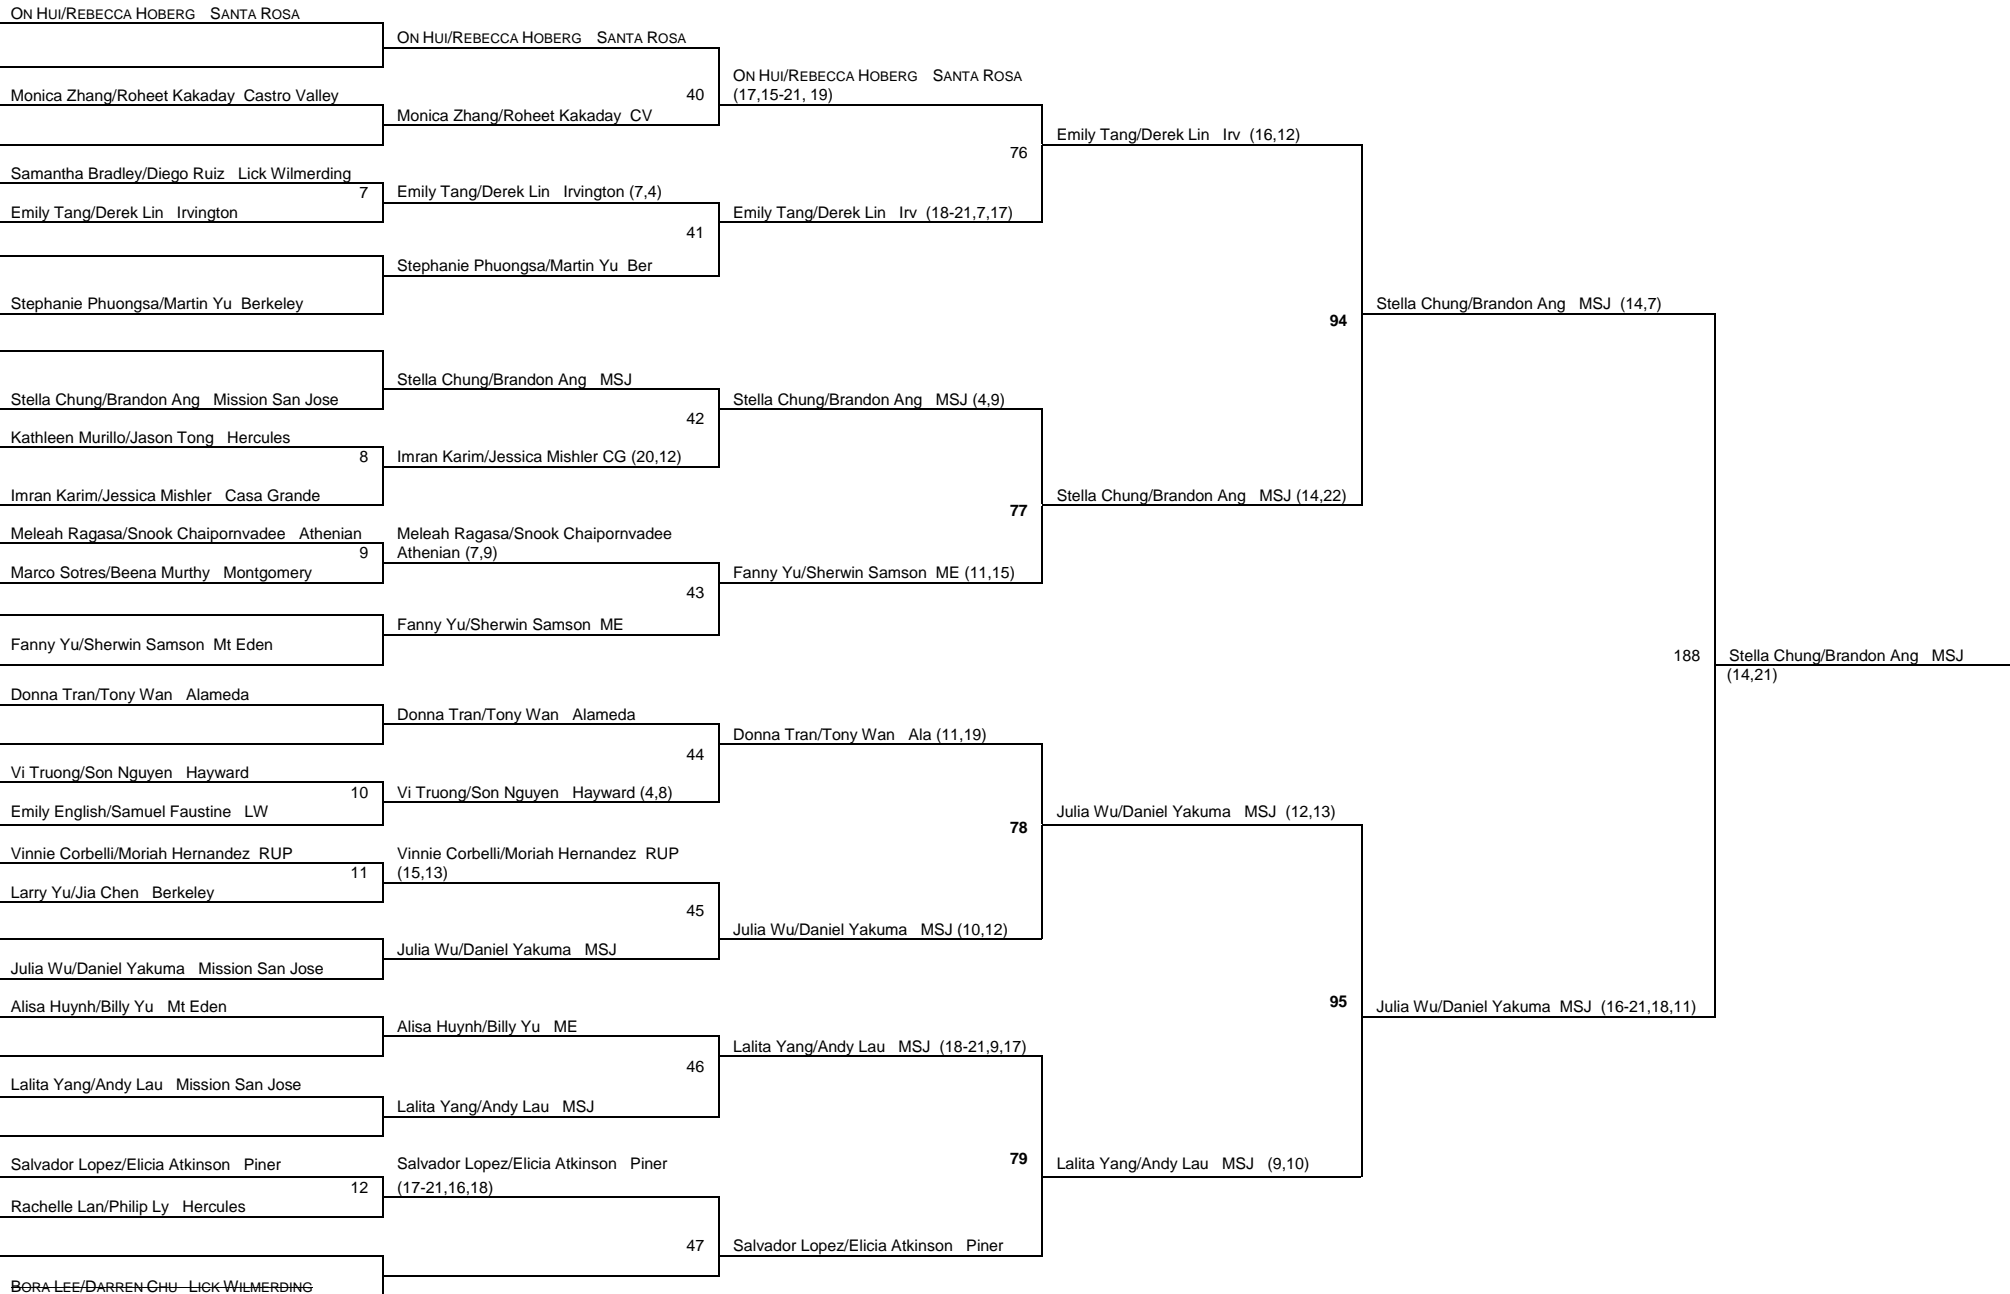 ON HUI/REBECCA HOBERG SANTA ROSA
ON HUI/REBECCA HOBERG SANTA ROSA
ON HUI/REBECCA HOBERG SANTA ROSA
Monica Zhang/Roheet Kakaday Castro Valley
40
(17,15-21, 19)
Monica Zhang/Roheet Kakaday CV
Emily Tang/Derek Lin Irv (16,12)
76
Samantha Bradley/Diego Ruiz Lick Wilmerding
7
Emily Tang/Derek Lin Irvington (7,4)
Emily Tang/Derek Lin Irvington
Emily Tang/Derek Lin Irv (18-21,7,17)
41
Stephanie Phuongsa/Martin Yu Ber
Stephanie Phuongsa/Martin Yu Berkeley
Stella Chung/Brandon Ang MSJ (14,7)
94
Stella Chung/Brandon Ang MSJ
Stella Chung/Brandon Ang Mission San Jose
Stella Chung/Brandon Ang MSJ (4,9)
42
Kathleen Murillo/Jason Tong Hercules
8
Imran Karim/Jessica Mishler CG (20,12)
Imran Karim/Jessica Mishler Casa Grande
Stella Chung/Brandon Ang MSJ (14,22)
77
Meleah Ragasa/Snook Chaipornvadee Athenian
Meleah Ragasa/Snook Chaipornvadee
9
Athenian (7,9)
Marco Sotres/Beena Murthy Montgomery
Fanny Yu/Sherwin Samson ME (11,15)
43
Fanny Yu/Sherwin Samson ME
Fanny Yu/Sherwin Samson Mt Eden
188
Stella Chung/Brandon Ang MSJ
(14,21)
Donna Tran/Tony Wan Alameda
Donna Tran/Tony Wan Alameda
Donna Tran/Tony Wan Ala (11,19)
44
Vi Truong/Son Nguyen Hayward
10
Vi Truong/Son Nguyen Hayward (4,8)
Emily English/Samuel Faustine LW
Julia Wu/Daniel Yakuma MSJ (12,13)
78
Vinnie Corbelli/Moriah Hernandez RUP
Vinnie Corbelli/Moriah Hernandez RUP
11
(15,13)
Larry Yu/Jia Chen Berkeley
45
Julia Wu/Daniel Yakuma MSJ (10,12)
Julia Wu/Daniel Yakuma MSJ
Julia Wu/Daniel Yakuma Mission San Jose
95
Alisa Huynh/Billy Yu Mt Eden
Julia Wu/Daniel Yakuma MSJ (16-21,18,11)
Alisa Huynh/Billy Yu ME
Lalita Yang/Andy Lau MSJ (18-21,9,17)
46
Lalita Yang/Andy Lau Mission San Jose
Lalita Yang/Andy Lau MSJ
Salvador Lopez/Elicia Atkinson Piner
Salvador Lopez/Elicia Atkinson Piner
79
Lalita Yang/Andy Lau MSJ (9,10)
12
(17-21,16,18)
Rachelle Lan/Philip Ly Hercules
47
Salvador Lopez/Elicia Atkinson Piner
BORA LEE/DARREN CHU LICK WILMERDING